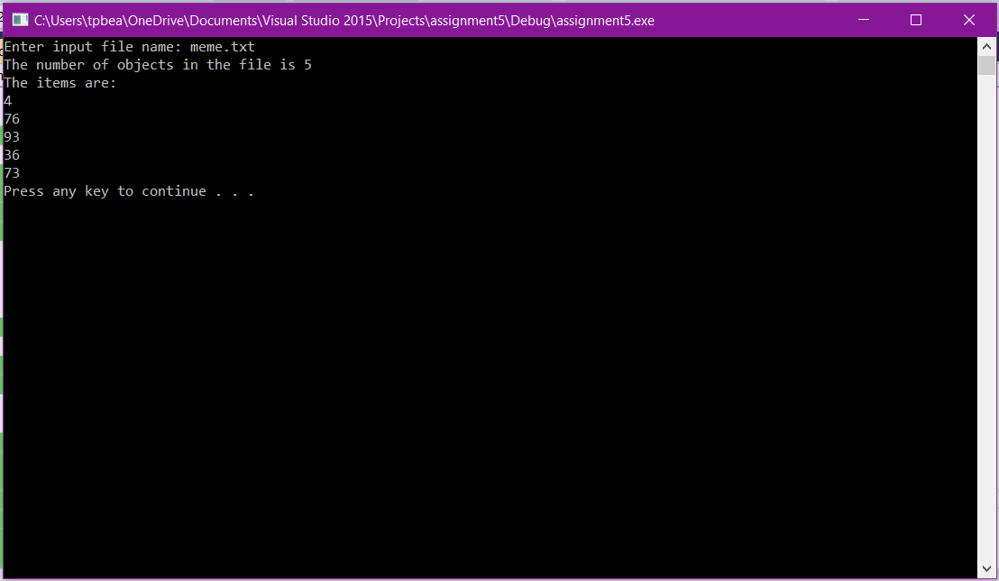 C:\Users\tpbea\OneDrive\Documents\Visual Studio 2015\Projects\assignment5\Debug\assignment5.exe
Enter input file name: meme.txt
The number of objects in the file is 5
The items are:
4
76
93
36
73
Press any key to continue . . .